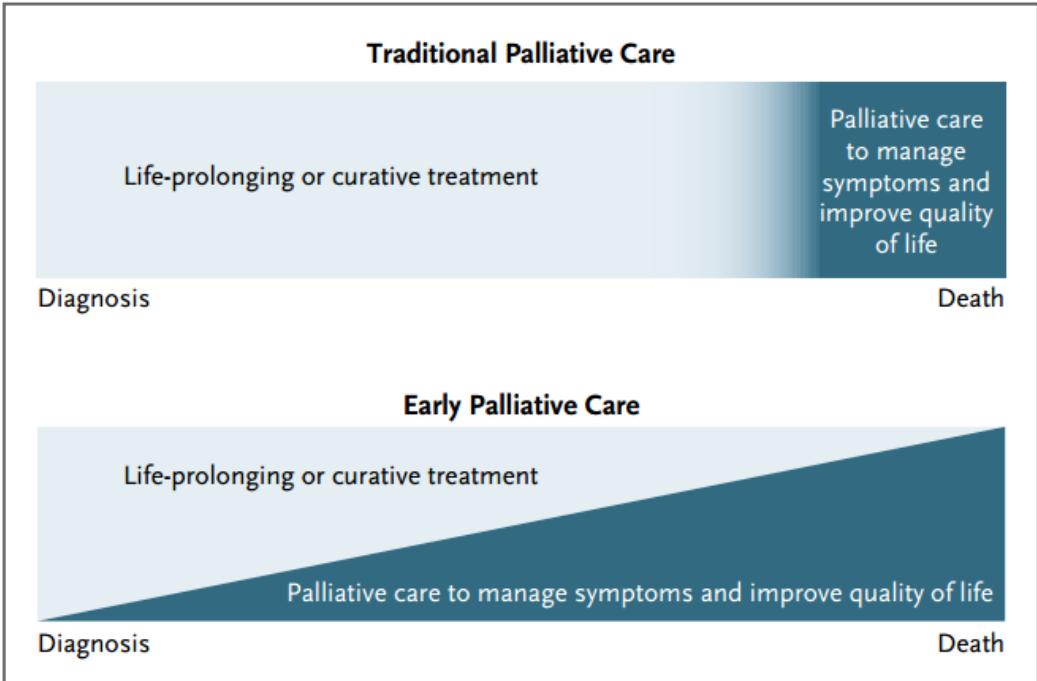 Traditional Palliative Care
Life-prolonging or curative treatment
Palliative care
to manage
symptoms and
improve quality
of life
Diagnosis
Death
Early Palliative Care
Life-prolonging or curative treatment
Palliative care to manage symptoms and improve quality of life
Diagnosis
Death